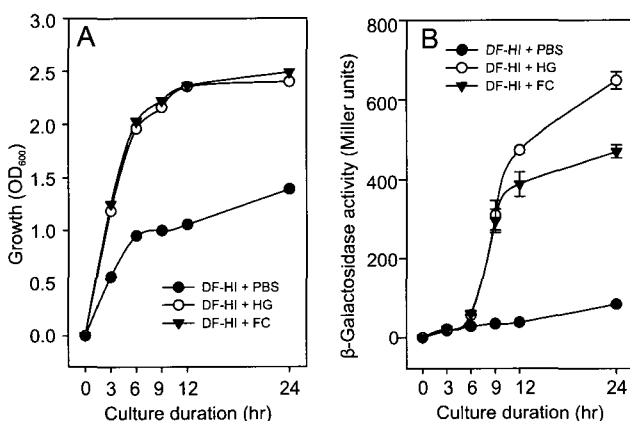 A
3.0
2.5
2.0
1.5
1.0
0.5
0.0
Growth (OD600)
DF-HI + PBS
DF-HI + HG
DF-HI + FC
0 3 6 9 12 24
Culture duration (hr)
B
800
600
400
200
0
β-Galactosidase activity (Miller units)
DF-HI + PBS
DF-HI + HG
DF-HI + FC
0 3 6 9 12 24
Culture duration (hr)